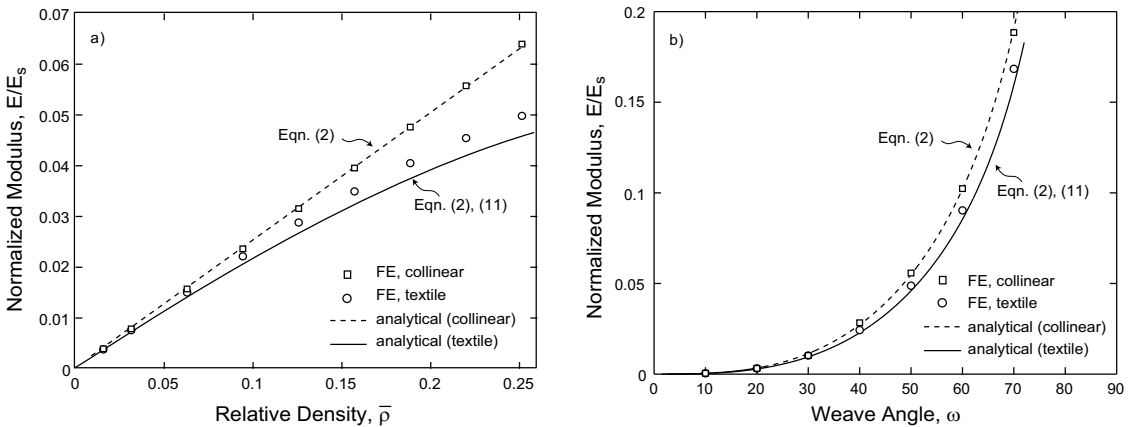 a)
0.07
0.06
0.05
0.04
0.03
0.02
0.01
0
0
0.05
0.1
0.15
0.2
0.25
Normalized Modulus, E/Eₛ
Relative Density, ρ̅
Eqn. (2)
Eqn. (2), (11)
FE, collinear
FE, textile
analytical (collinear)
analytical (textile)
b)
0.2
0.15
0.1
0.05
0
10
20
30
40
50
60
70
80
90
Normalized Modulus, E/Eₛ
Weave Angle, ω
Eqn. (2)
Eqn. (2), (11)
FE, collinear
FE, textile
analytical (collinear)
analytical (textile)